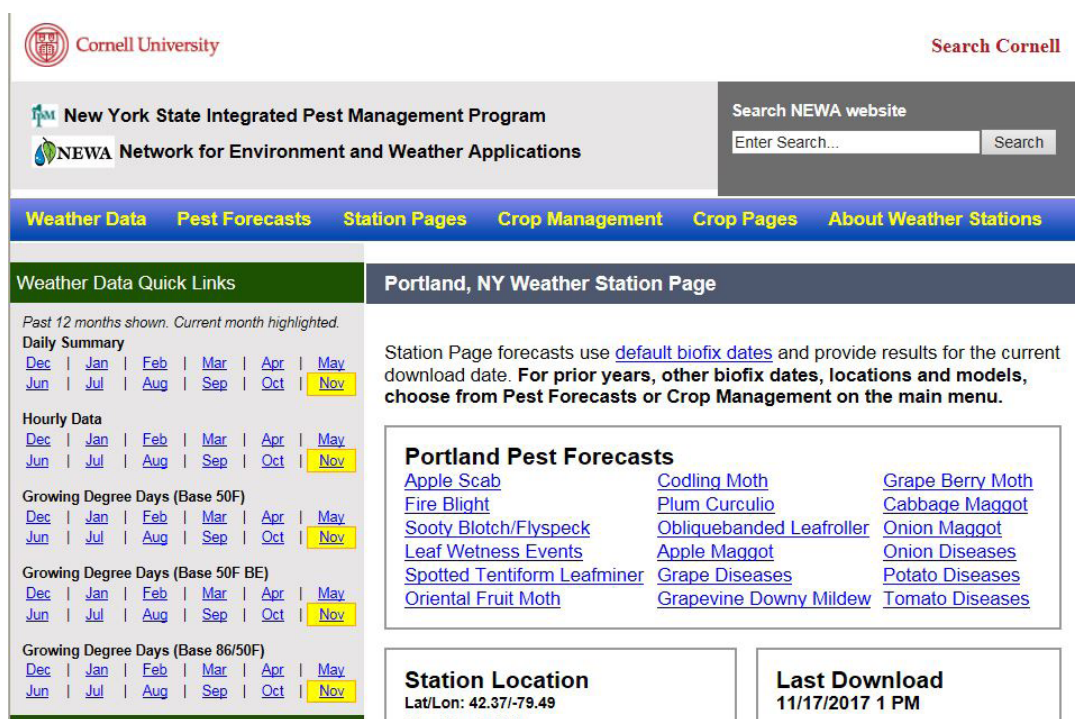 Cornell University
Search Cornell
IPM New York State Integrated Pest Management Program
NEWA Network for Environment and Weather Applications
Search NEWA website
Enter Search...
Search
Weather Data Pest Forecasts Station Pages Crop Management Crop Pages About Weather Stations
Weather Data Quick Links
Past 12 months shown. Current month highlighted.
Daily Summary
Dec | Jan | Feb | Mar | Apr | May
Jun | Jul | Aug | Sep | Oct | Nov
Hourly Data
Dec | Jan | Feb | Mar | Apr | May
Jun | Jul | Aug | Sep | Oct | Nov
Growing Degree Days (Base 50F)
Dec | Jan | Feb | Mar | Apr | May
Jun | Jul | Aug | Sep | Oct | Nov
Growing Degree Days (Base 50F BE)
Dec | Jan | Feb | Mar | Apr | May
Jun | Jul | Aug | Sep | Oct | Nov
Growing Degree Days (Base 86/50F)
Dec | Jan | Feb | Mar | Apr | May
Jun | Jul | Aug | Sep | Oct | Nov
Portland, NY Weather Station Page
Station Page forecasts use default biofix dates and provide results for the current
download date. For prior years, other biofix dates, locations and models,
choose from Pest Forecasts or Crop Management on the main menu.
Portland Pest Forecasts
Apple Scab Codling Moth Grape Berry Moth
Fire Blight Plum Curculio Cabbage Maggot
Sooty Blotch/Flyspeck Obliquebanded Leafroller Onion Maggot
Leaf Wetness Events Apple Maggot Onion Diseases
Spotted Tentiform Leafminer Grape Diseases Potato Diseases
Oriental Fruit Moth Grapevine Downy Mildew Tomato Diseases
Station Location
Lat/Lon: 42.37/-79.49
Last Download
11/17/2017 1 PM